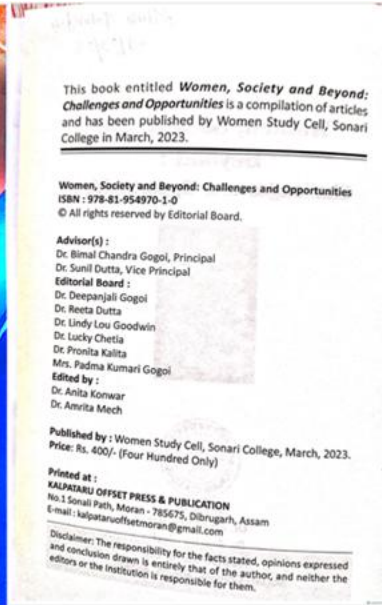 This book entitled Women, Society and Beyond:
Challenges and Opportunities is a compilation of articles
and has been published by Women Study Cell, Sonari
College in March, 2023.
Women, Society and Beyond: Challenges and Opportunities
ISBN : 978-81-954970-1-0
© All rights reserved by Editorial Board.
Advisor(s) :
Dr. Bimal Chandra Gogoi, Principal
Dr. Sunil Dutta, Vice Principal
Editorial Board :
Dr. Deepanjali Gogoi
Dr. Reeta Dutta
Dr. Lindy Lou Goodwin
Dr. Lucky Chetia
Dr. Pronita Kalita
Mrs. Padma Kumari Gogoi
Edited by :
Dr. Anita Konwar
Dr. Amrita Mech
Published by : Women Study Cell, Sonari College, March, 2023.
Price: Rs. 400/- (Four Hundred Only)
Printed at :
KALPATARU OFFSET PRESS & PUBLICATION
No.1 Sonali Path, Moran - 785675, Dibrugarh, Assam
E-mail : kalpataruoffsetmoran@gmail.com
Disclaimer: The responsibility for the facts stated, opinions expressed
and conclusion drawn is entirely that of the author, and neither the
editors or the Institution is responsible for them.